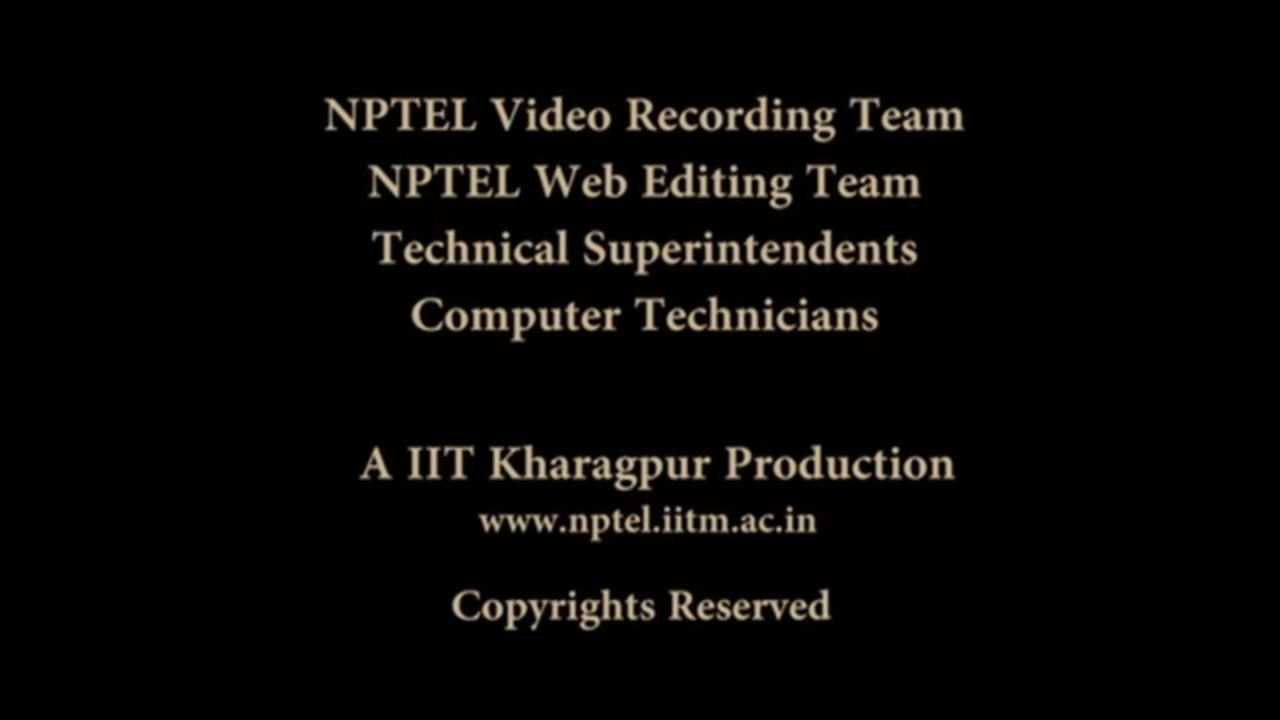 NPTEL Video Recording Team
NPTEL Web Editing Team
Technical Superintendents
Computer Technicians
A IIT Kharagpur Production
www.nptel.iitm.ac.in
Copyrights Reserved